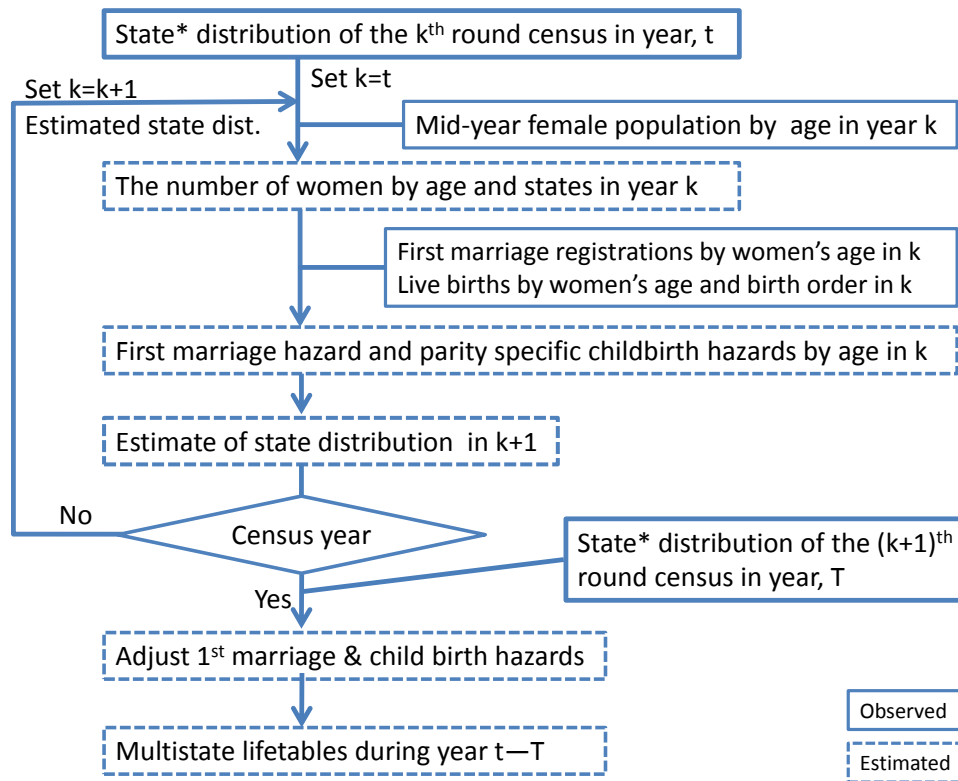 State* distribution of the kth round census in year, t
Set k=k+1
Set k=t
Estimated state dist.
Mid-year female population by age in year k
The number of women by age and states in year k
First marriage registrations by women's age in k
Live births by women's age and birth order in k
First marriage hazard and parity specific childbirth hazards by age in k
Estimate of state distribution in k+1
No
Census year
State* distribution of the (k+1)th
round census in year, T
Yes
Adjust 1st marriage & child birth hazards
Observed
Multistate lifetables during year t—T
Estimated